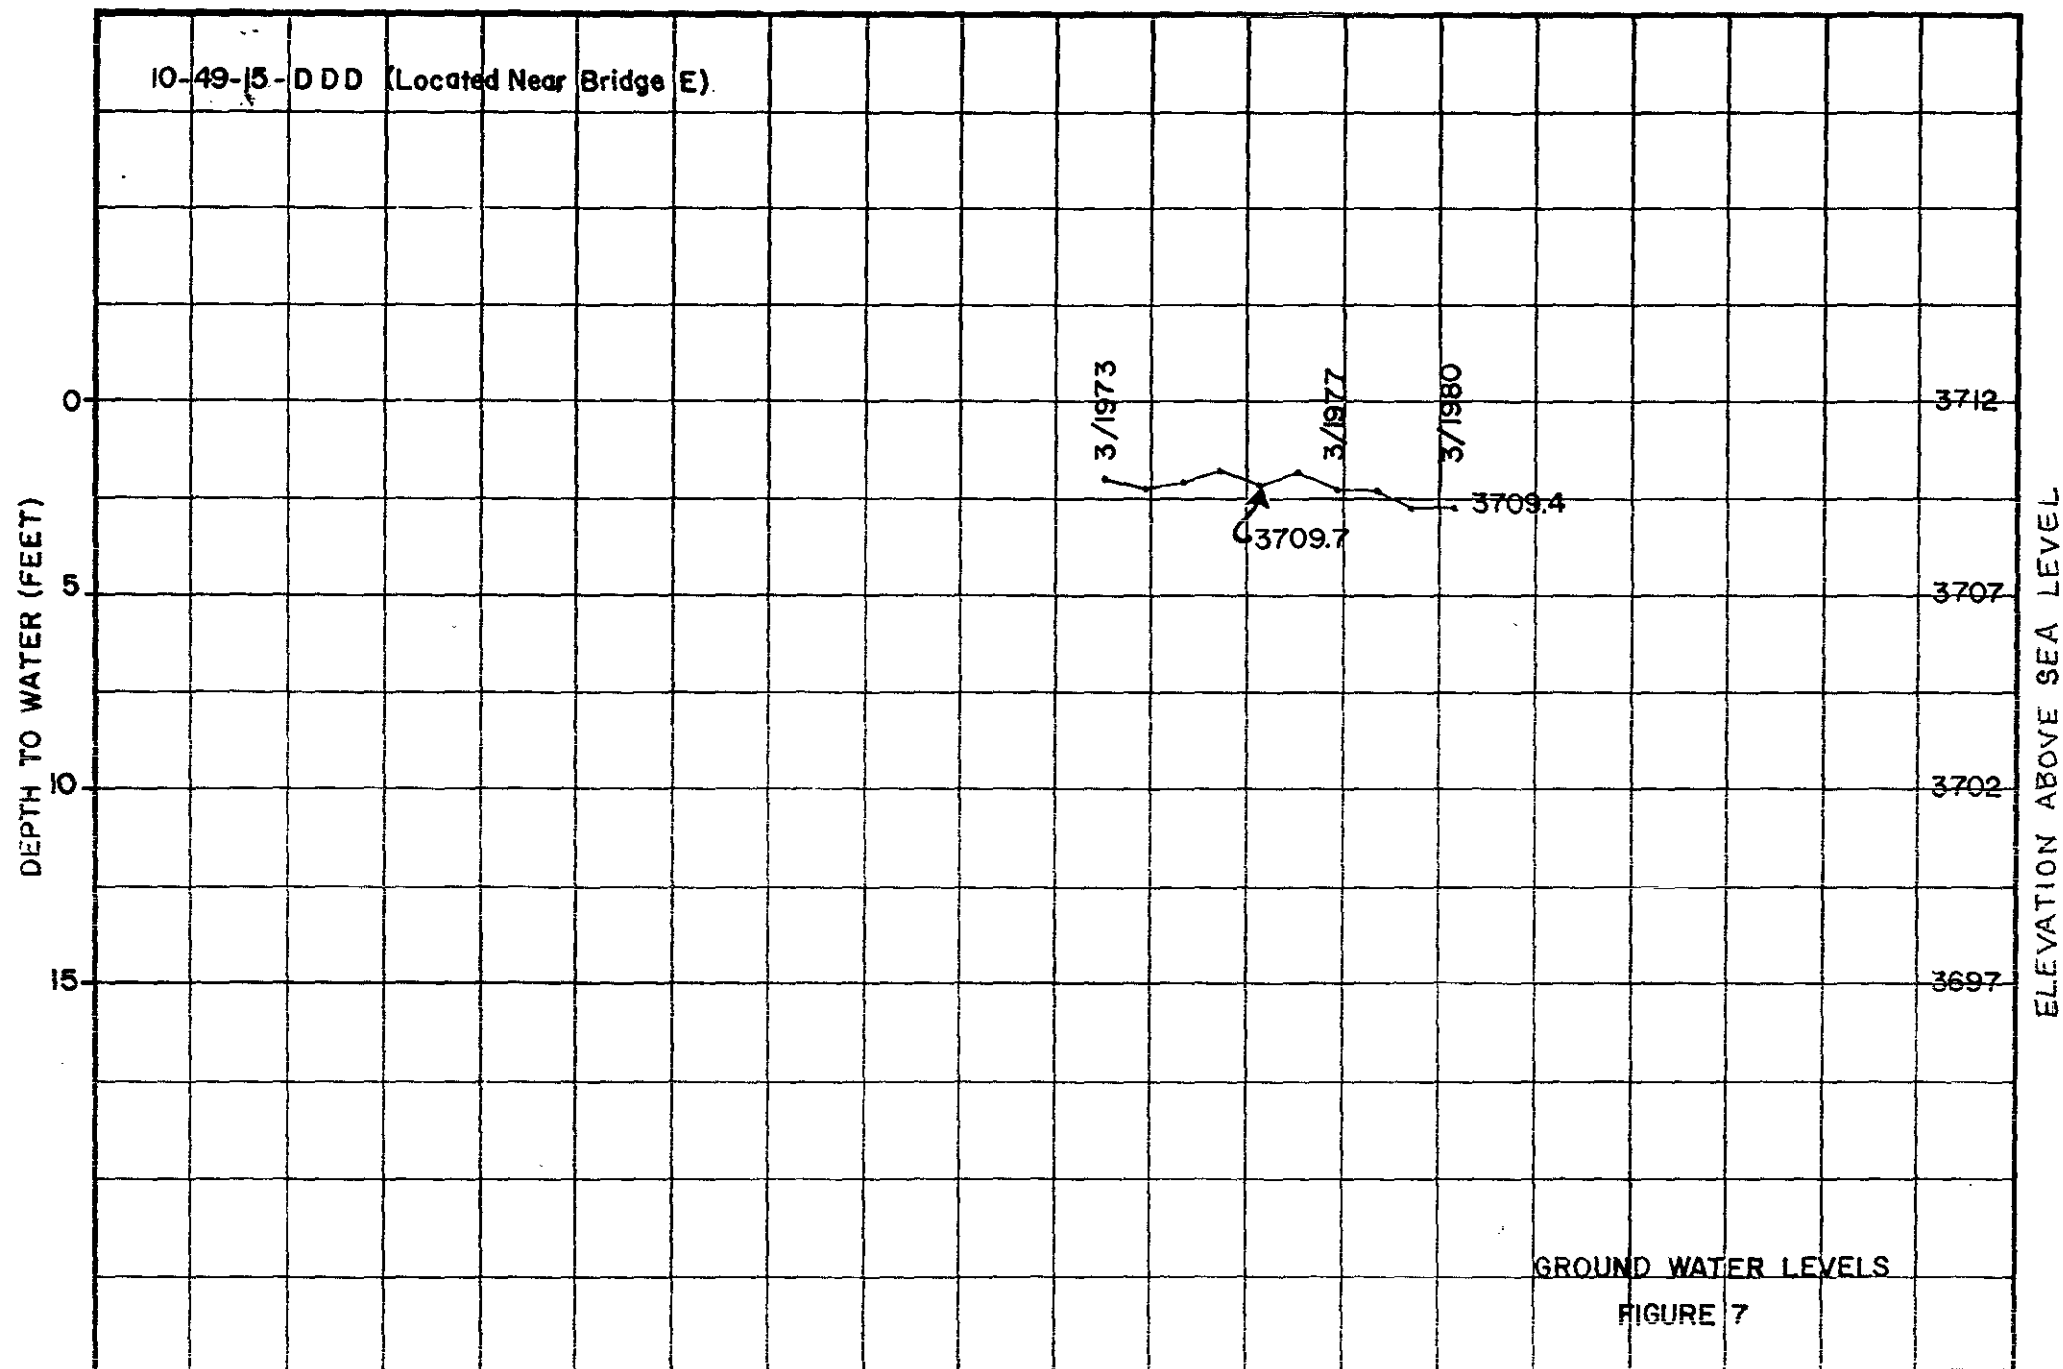 10-49-15-DDD (Located Near Bridge E)
3/1973
3/1977
3/1980
0
3712
3709.4
3709.7
5
3707
10
3702
15
3697
DEPTH TO WATER (FEET)
ELEVATION ABOVE SEA LEVEL
GROUND WATER LEVELS
FIGURE 7